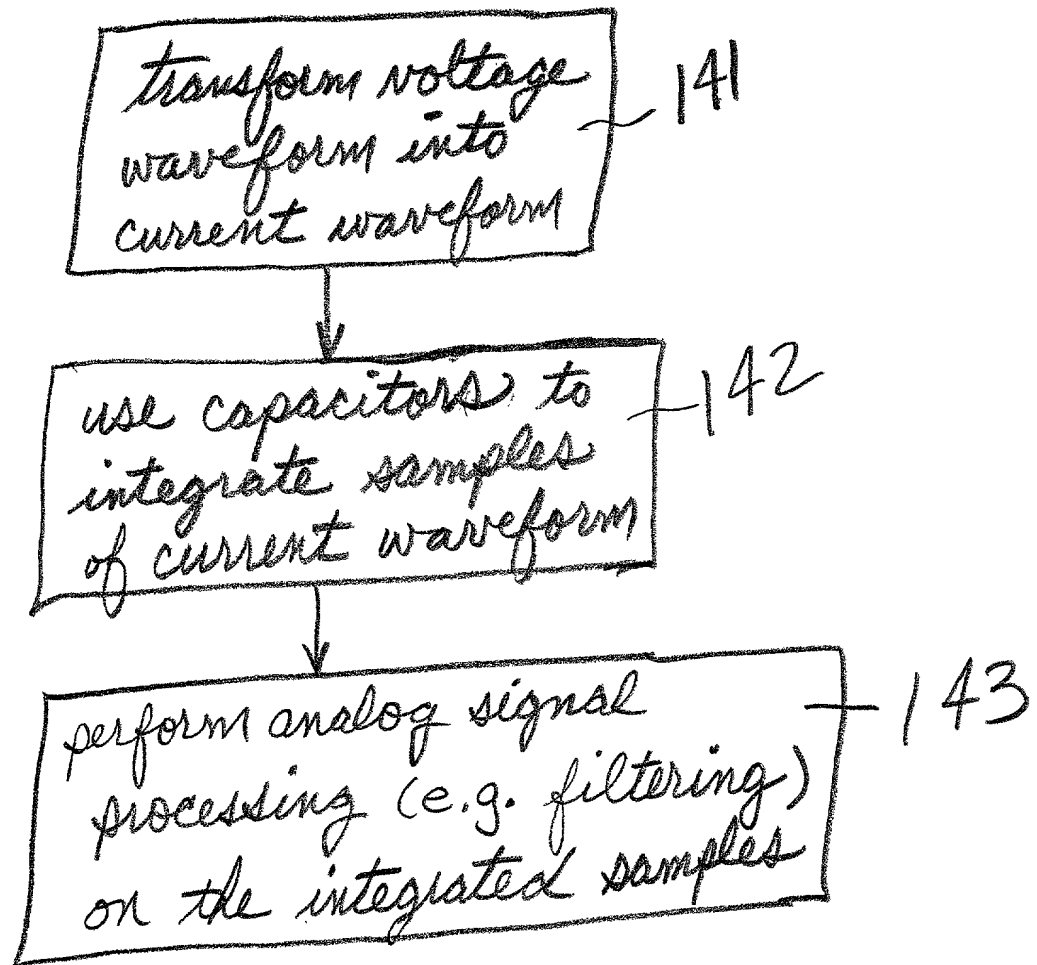 transform voltage
waveform into
current waveform
141
use capacitors to
integrate samples
of current waveform
142
perform analog signal
processing (e.g. filtering)
on the integrated samples
143